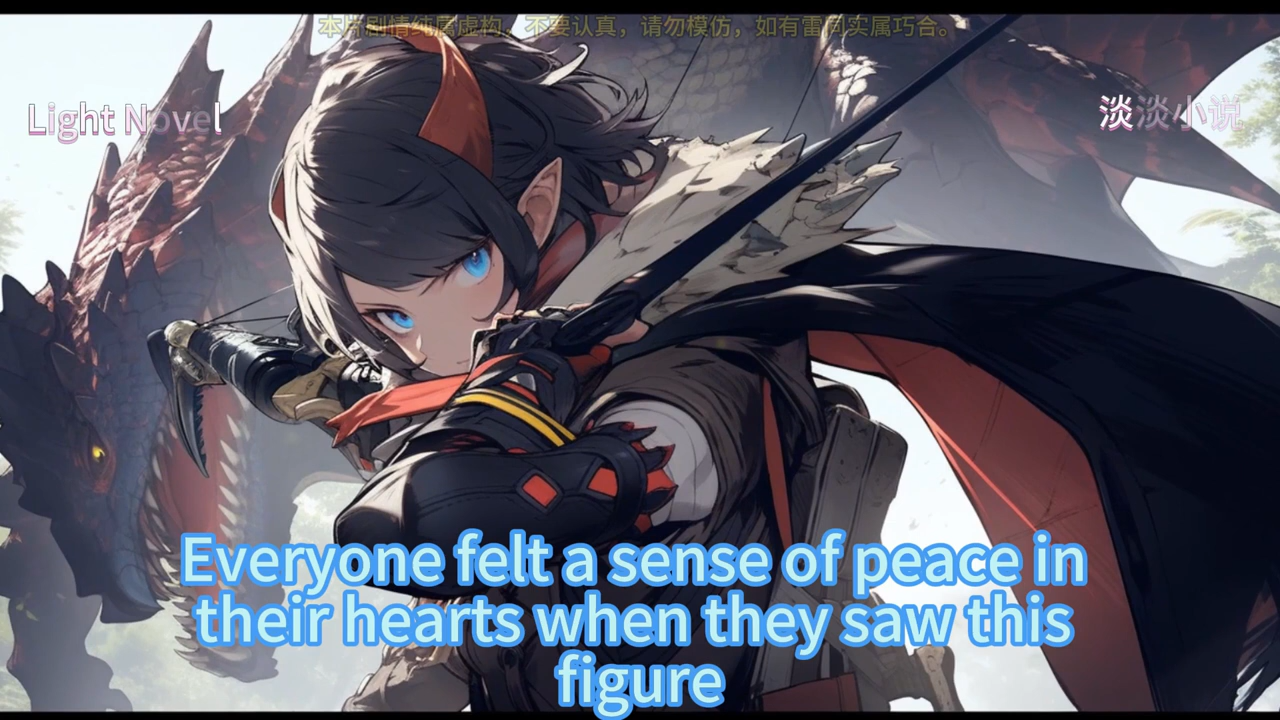 本片剧情纯属虚构，不要认真，请勿模仿，如有雷同实属巧合。
Light Novel
淡淡小说
Everyone felt a sense of peace in
their hearts when they saw this
figure